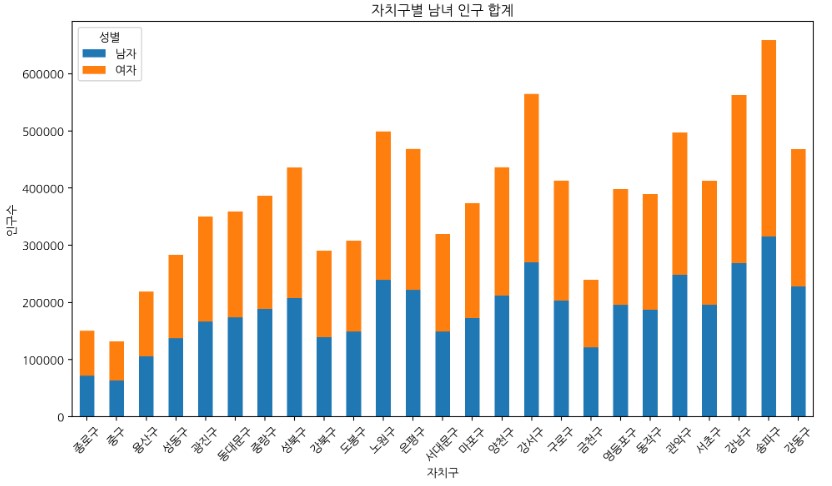 자치구별 남녀 인구 합계
성별
남자
여자
600000
500000
400000
300000
200000
100000
0
인구수
종로구
중구
용산구
성동구
광진구
동대문구
중랑구
성북구
강북구
도봉구
노원구
은평구
서대문구
마포구
양천구
강서구
구로구
금천구
영등포구
동작구
관악구
서초구
강남구
송파구
강동구
자치구